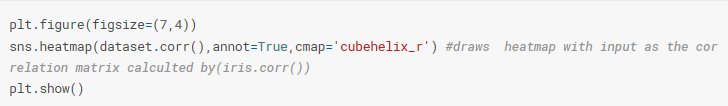 plt.figure(figsize=(7,4))
sns.heatmap(dataset.corr(),annot=True,cmap='cubehelix_r') #draws  heatmap with input as the cor
relation matrix calculted by(iris.corr())
plt.show()